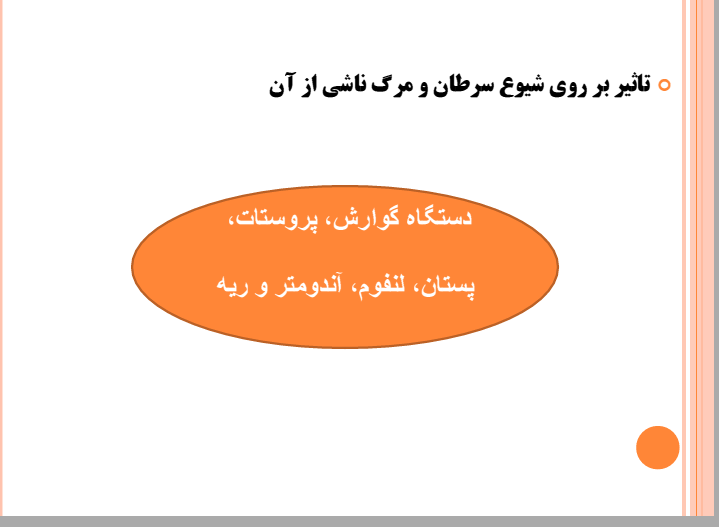 تاثیر بر روی شیوع سرطان و مرگ ناشی از آن
دستگاه گوارش، پروستات،
پستان، لنفوم، آندومتر و ریه